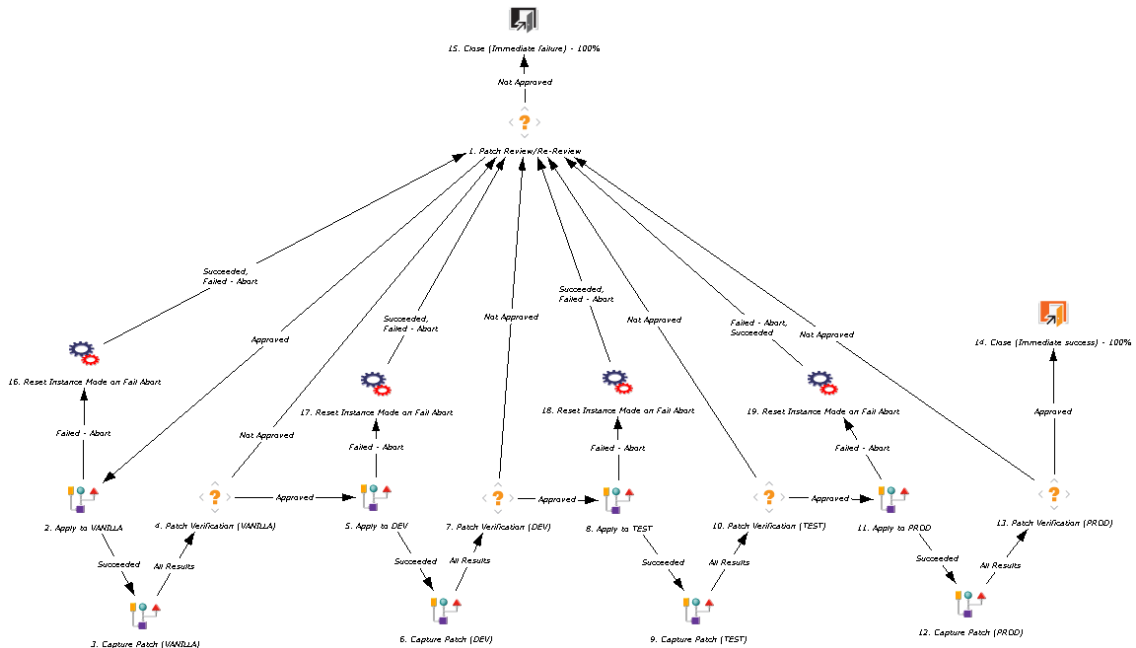 15. Close (Immediate failure) - 100%
Not Approved
1. Patch Review/Re-Review
Succeeded,
Failed - Abort
Succeeded,
Failed - Abort
Succeeded,
Failed - Abort
Failed - Abort,
Succeeded
Not Approved
Not Approved
Not Approved
Approved
14. Close (Immediate success) - 100%
16. Reset Instance Mode on Fail Abort
17. Reset Instance Mode on Fail Abort
18. Reset Instance Mode on Fail Abort
19. Reset Instance Mode on Fail Abort
Approved
Failed - Abort
Not Approved
Failed - Abort
Failed - Abort
Failed - Abort
Approved
Approved
Approved
2. Apply to VANILLA
4. Patch Verification (VANILLA)
5. Apply to DEV
7. Patch Verification (DEV)
8. Apply to TEST
10. Patch Verification (TEST)
11. Apply to PROD
13. Patch Verification (PROD)
Succeeded
All Results
Succeeded
All Results
Succeeded
All Results
Succeeded
All Results
3. Capture Patch (VANILLA)
6. Capture Patch (DEV)
9. Capture Patch (TEST)
12. Capture Patch (PROD)